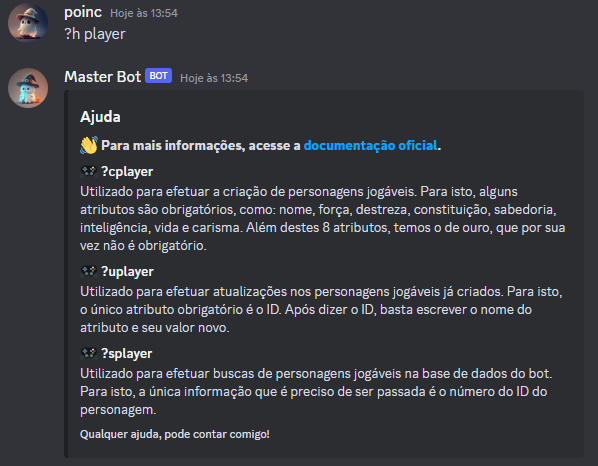 poinc Hoje às 13:54
?h player
Master Bot BOT Hoje às 13:54
Ajuda
👋 Para mais informações, acesse a documentação oficial.
🎮 ?cplayer
Utilizado para efetuar a criação de personagens jogáveis. Para isto, alguns
atributos são obrigatórios, como: nome, força, destreza, constituição, sabedoria,
inteligência, vida e carisma. Além destes 8 atributos, temos o de ouro, que por sua
vez não é obrigatório.
🎮 ?uplayer
Utilizado para efetuar atualizações nos personagens jogáveis já criados. Para isto,
o único atributo obrigatório é o ID. Após dizer o ID, basta escrever o nome do
atributo e seu valor novo.
🎮 ?splayer
Utilizado para efetuar buscas de personagens jogáveis na base de dados do bot.
Para isto, a única informação que é preciso de ser passada é o número do ID do
personagem.
Qualquer ajuda, pode contar comigo!